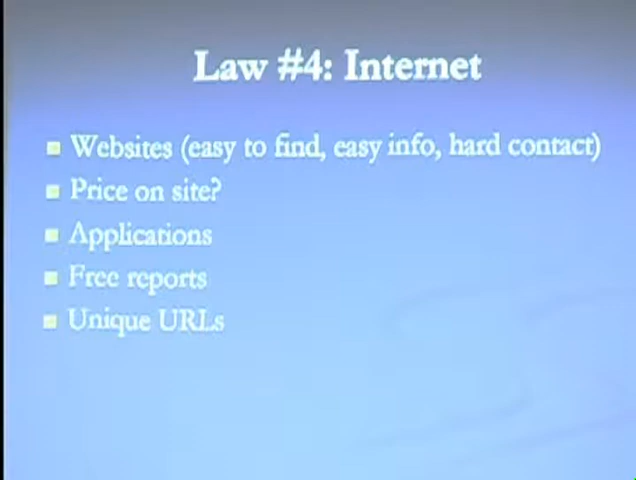 Law #4: Internet
Websites (easy to find, easy info, hard contact)
Price on site?
Applications
Free reports
Unique URLs